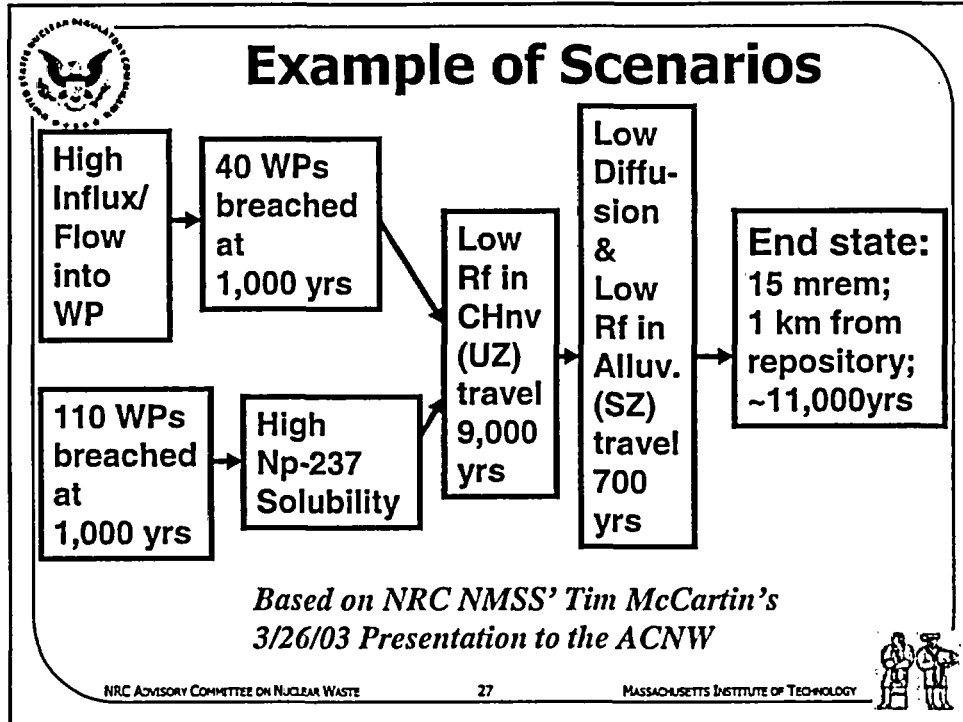 Example of Scenarios
High
Influx/
Flow
into
WP
40 WPs
breached
at
1,000 yrs
110 WPs
breached
at
1,000 yrs
High
Np-237
Solubility
Low
Rf in
CHnv
(UZ)
travel
9,000
yrs
Low
Diffu-
sion
&
Low
Rf in
Alluv.
(SZ)
travel
700
yrs
End state:
15 mrem;
1 km from
repository;
~11,000yrs
Based on NRC NMSS' Tim McCartin's
3/26/03 Presentation to the ACNW
NRC ADVISORY COMMITTEE ON NUCLEAR WASTE
27
MASSACHUSETTS INSTITUTE OF TECHNOLOGY